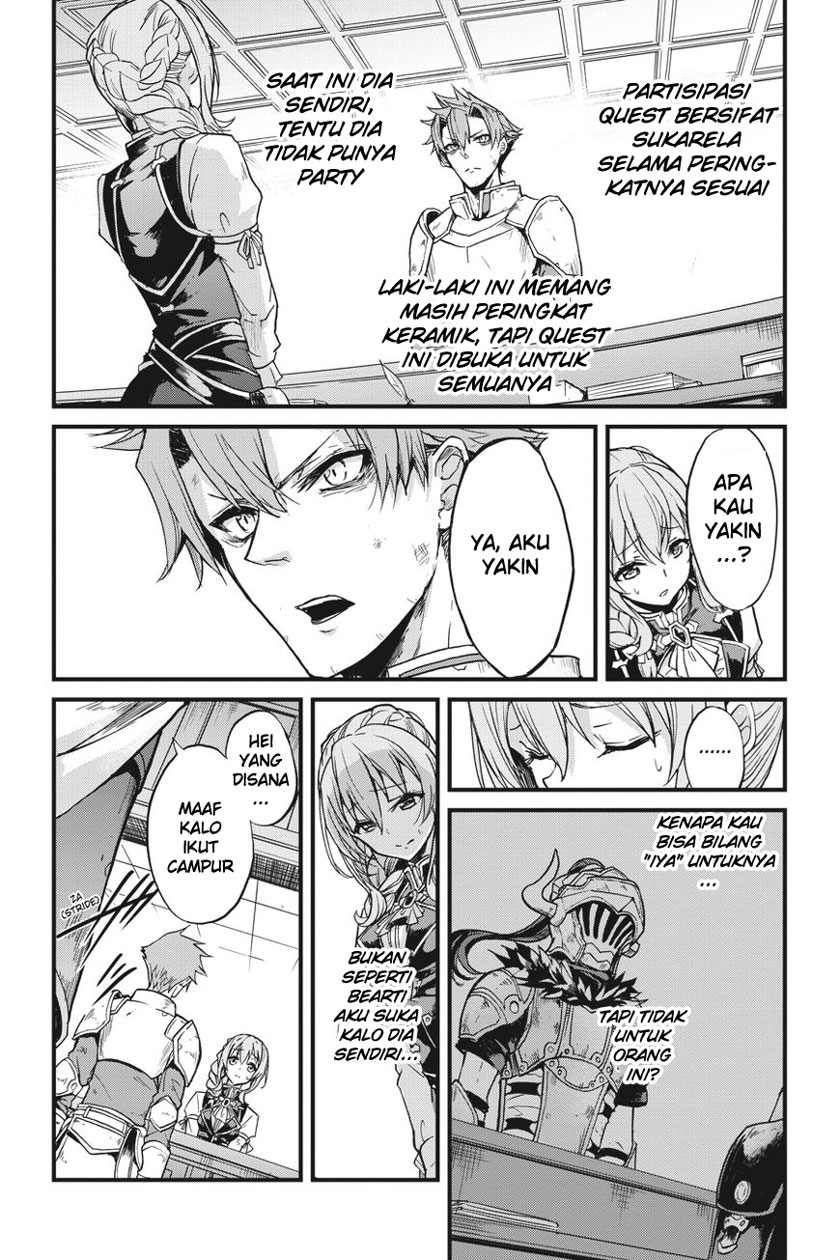 PARTISIPASI
QUEST BERSIFAT
SUKARELA
SELAMA PERING-
KATNYA SESUAI
SAAT INI DIA
SENDIRI,
TENTU DIA
TIDAK PUNYA
PARTY
LAKI-LAKI INI MEMANG
MASIH PERINGKAT
KERAMIK, TAPI QUEST
INI DIBUKA UNTUK
SEMUANYA
APA
KAU
YAKIN
...?
YA, AKU
YAKIN
......
KENAPA KAU
BISA BILANG
"IYA" UNTUKNYA
...
TAPI TIDAK
UNTUK
ORANG
INI?
BUKAN
SEPERTI
BEARTI
AKU SUKA
KALO DIA
SENDIRI...
HEI
YANG
DISANA
...
MAAF
KALO
IKUT
CAMPUR
ZA
(STRIDE)